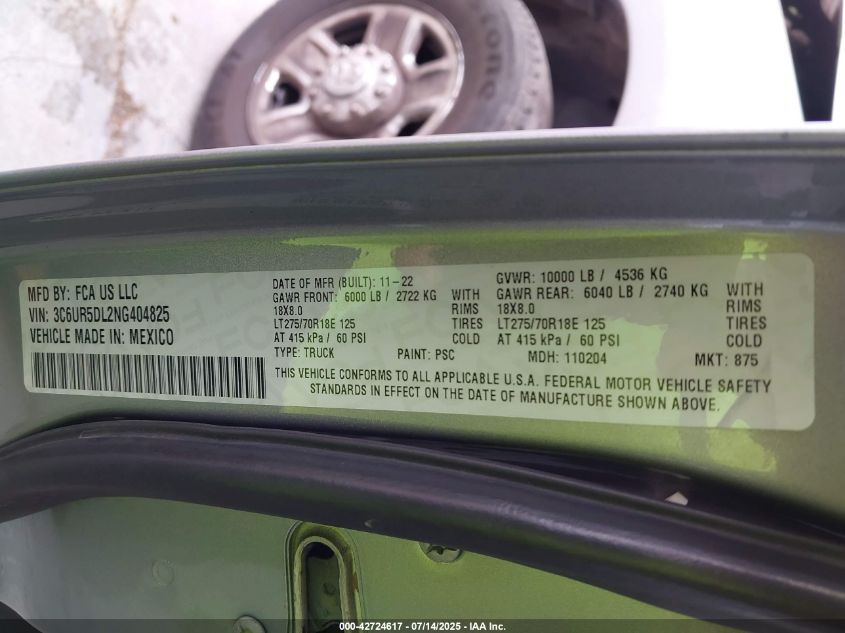 MFD BY: FCA US LLC
VIN: 3C6UR5DL2NG404825
VEHICLE MADE IN: MEXICO
DATE OF MFR (BUILT): 11-22
GAWR FRONT: 6000 LB / 2722 KG WITH
18X8.0 RIMS
LT275/70R18E 125 TIRES
AT 415 kPa / 60 PSI COLD
GVWR: 10000 LB / 4536 KG
GAWR REAR: 6040 LB / 2740 KG WITH
18X8.0 RIMS
LT275/70R18E 125 TIRES
AT 415 kPa / 60 PSI COLD
TYPE: TRUCK PAINT: PSC MDH: 110204 MKT: 875
THIS VEHICLE CONFORMS TO ALL APPLICABLE U.S.A. FEDERAL MOTOR VEHICLE SAFETY
STANDARDS IN EFFECT ON THE DATE OF MANUFACTURE SHOWN ABOVE.
000-42724617 - 07/14/2025 - IAA Inc.